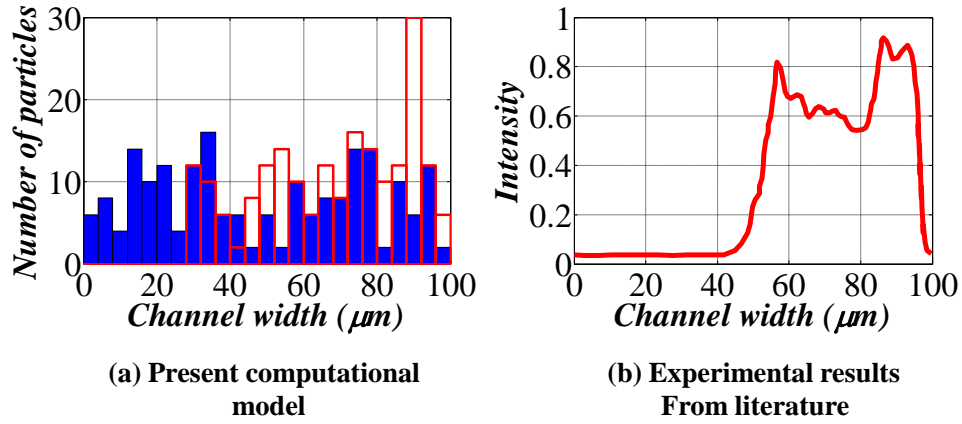 30
20
10
0
Number of particles
0 20 40 60 80 100
Channel width (μm)
(a) Present computational
model
1
0.8
0.6
0.4
0.2
0
Intensity
0 20 40 60 80 100
Channel width (μm)
(b) Experimental results
From literature